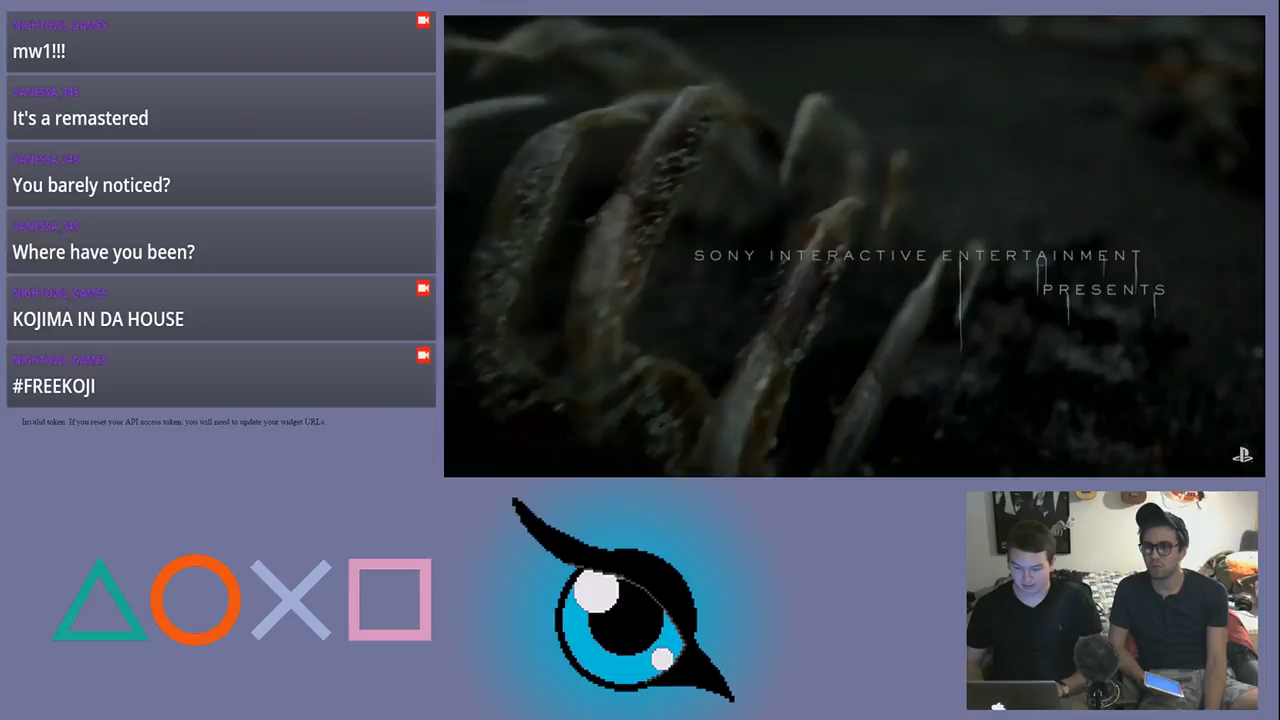 NIGHTOWL_GAMES
mw1!!!
VANESSA_345
It's a remastered
VANESSA_345
You barely noticed?
VANESSA_345
Where have you been?
NIGHTOWL_GAMES
KOJIMA IN DA HOUSE
NIGHTOWL_GAMES
#FREEKOJI
Invalid token. If you reset your API access token, you will need to update your widget URLs.
SONY INTERACTIVE ENTERTAINMENT
PRESENTS